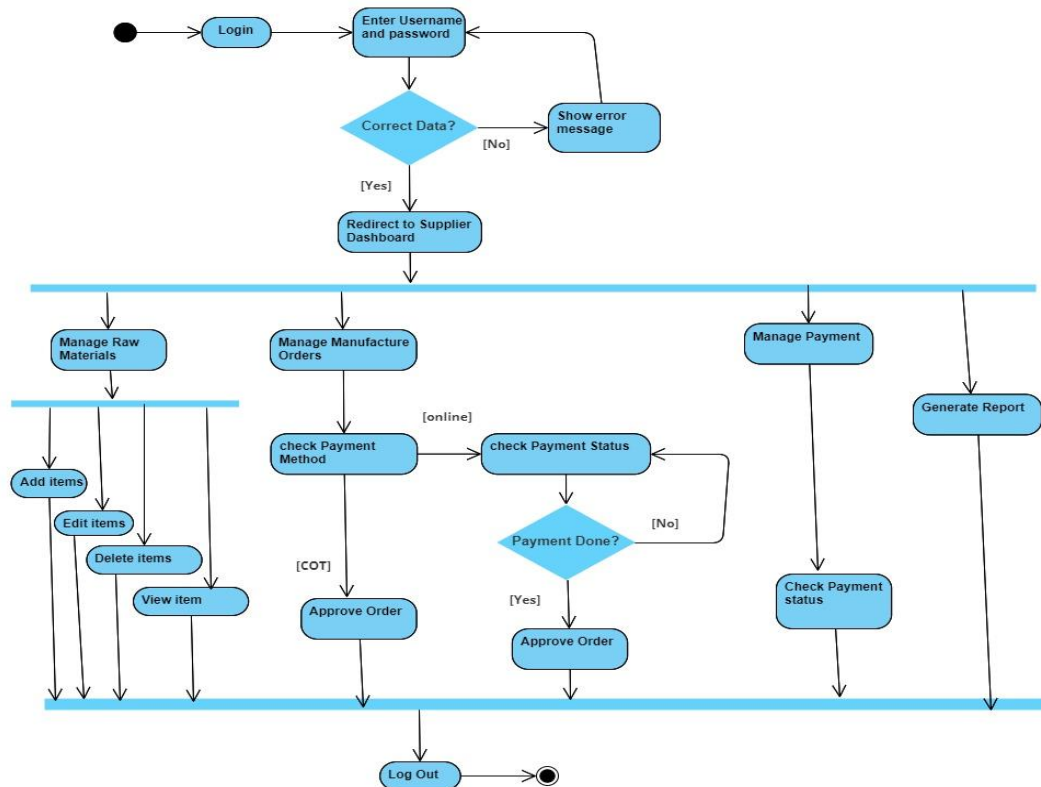 Login
Enter Username
and password
Correct Data?
[No]
Show error
message
[Yes]
Redirect to Supplier
Dashboard
Manage Raw
Materials
Manage Manufacture
Orders
Manage Payment
Generate Report
[online]
check Payment
Method
check Payment Status
Add items
Edit items
Delete items
View item
[No]
Payment Done?
[COT]
[Yes]
Approve Order
Approve Order
Check Payment
status
Log Out